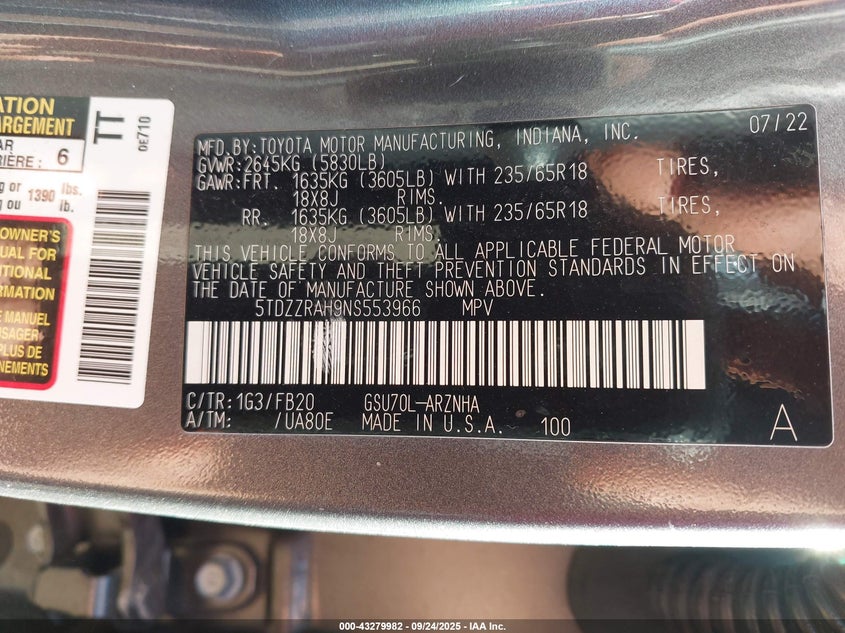 ATION
ARGEMENT
AR
RIÈRE : 6
g or 1390 lbs.
g ou lb.
OWNER'S
UAL FOR
ITIONAL
RMATION
E MANUEL
USAGER
PLUS DE
NEMENTS
TT
0E710
MFD.BY:TOYOTA MOTOR MANUFACTURING, INDIANA, INC. 07/22
GVWR:2645KG (5830LB)
GAWR:FRT. 1635KG (3605LB) WITH 235/65R18 TIRES,
18X8J RIMS.
RR. 1635KG (3605LB) WITH 235/65R18 TIRES,
18X8J RIMS.
THIS VEHICLE CONFORMS TO ALL APPLICABLE FEDERAL MOTOR
VEHICLE SAFETY AND THEFT PREVENTION STANDARDS IN EFFECT ON
THE DATE OF MANUFACTURE SHOWN ABOVE.
5TDZZRAH9NS553966 MPV
C/TR:1G3/FB20 GSU70L-ARZNHA
A/TM: /UA80E MADE IN U.S.A. 100 A
000-43279982 - 09/24/2025 - IAA Inc.